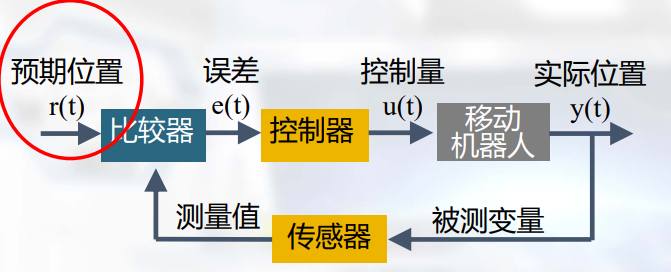 预期位置
r(t)
比较器
误差
e(t)
控制器
控制量
u(t)
移动
机器人
实际位置
y(t)
测量值
传感器
被测变量